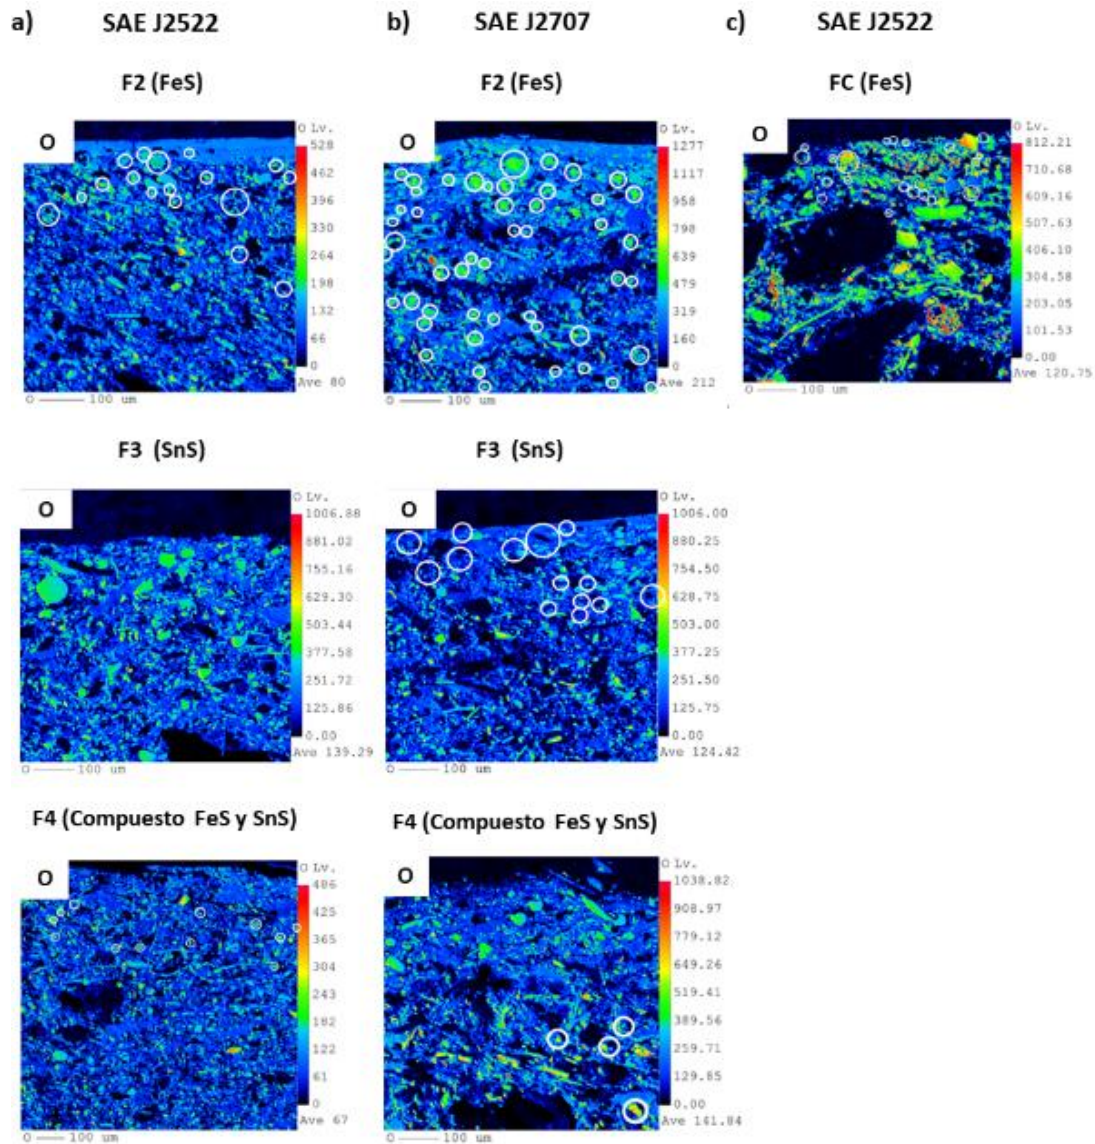 a) SAE J2522
b) SAE J2707
c) SAE J2522
F2 (FeS)
F2 (FeS)
FC (FeS)
O
O Lv.
528
462
396
330
264
198
132
66
0
Ave 80
O 100 um
O
O Lv.
1277
1117
958
798
639
479
319
160
0
Ave 212
O 100 um
O
O Lv.
812.21
710.68
609.16
507.63
406.10
304.58
203.05
101.53
0.00
Ave 120.75
O 100 um
F3 (SnS)
F3 (SnS)
O
O Lv.
1006.88
881.02
755.16
629.30
503.44
377.58
251.72
125.86
0.00
Ave 139.29
O 100 um
O
O Lv.
1006.00
880.25
754.50
628.75
503.00
377.25
251.50
125.75
0.00
Ave 124.42
O 100 um
F4 (Compuesto FeS y SnS)
F4 (Compuesto FeS y SnS)
O
O Lv.
486
425
365
304
243
182
122
61
0
Ave 67
O 100 um
O
O Lv.
1038.82
908.97
779.12
649.26
519.41
389.56
259.71
129.85
0.00
Ave 161.84
O 100 um